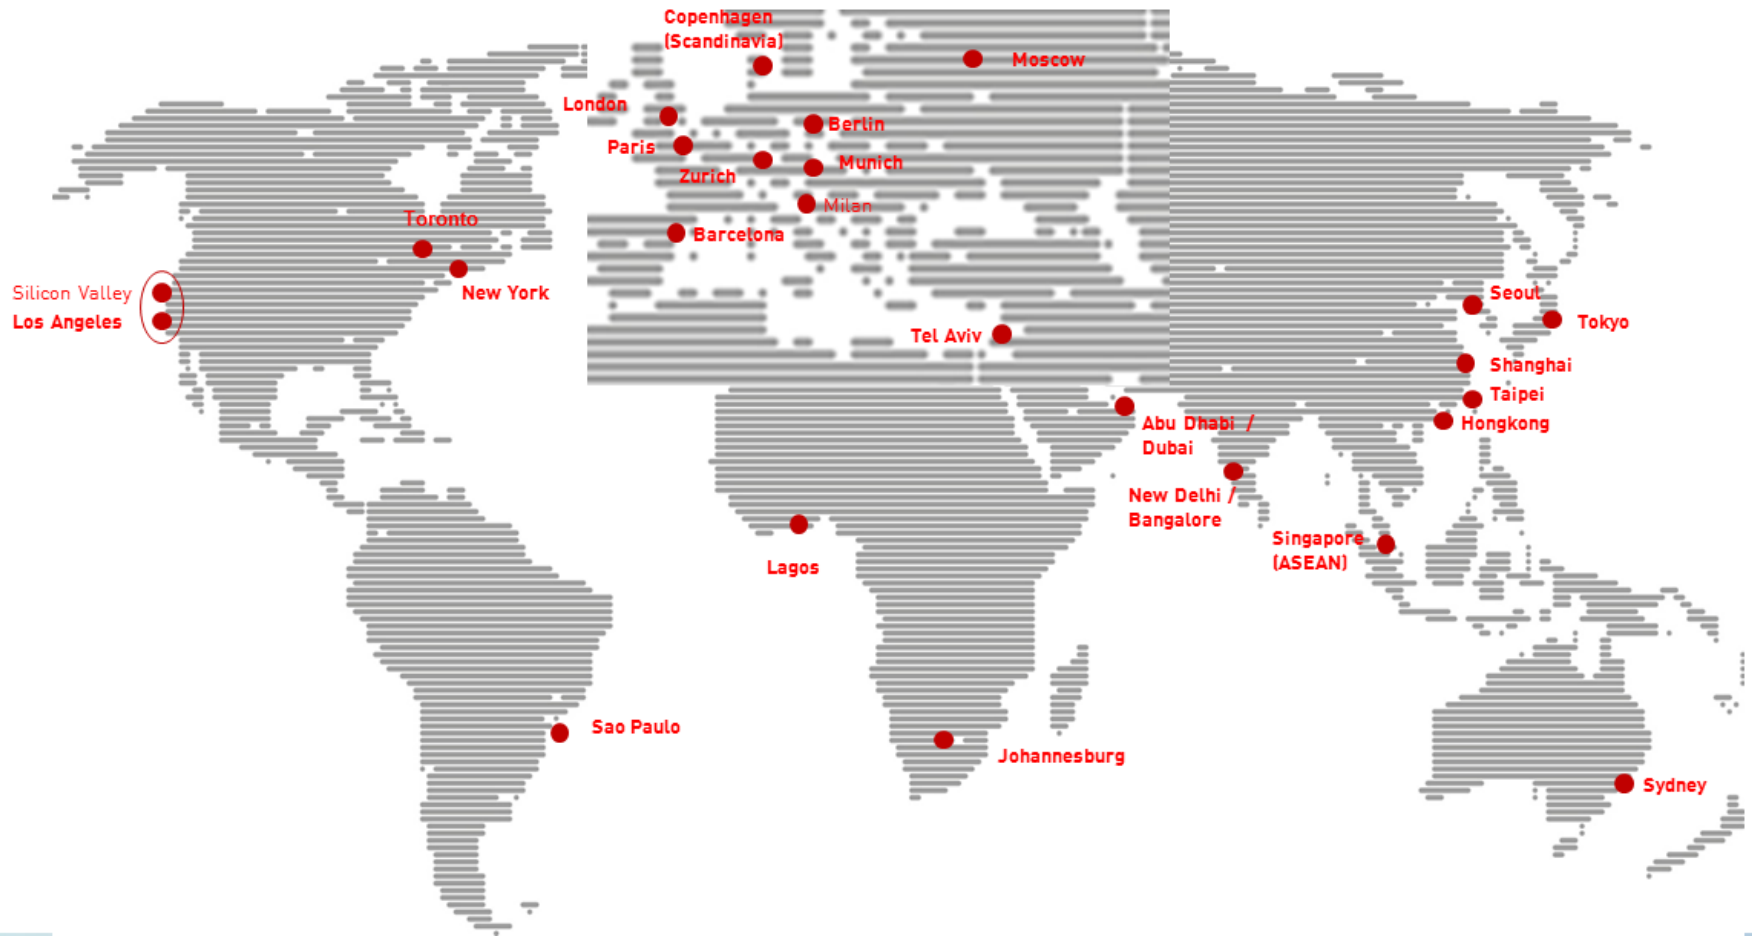 Copenhagen
(Scandinavia)
Moscow
London
Berlin
Paris
Munich
Zurich
Milan
Toronto
Barcelona
Silicon Valley
New York
Seoul
Los Angeles
Tokyo
Tel Aviv
Shanghai
Taipei
Abu Dhabi /
Dubai
Hongkong
New Delhi /
Bangalore
Singapore
(ASEAN)
Lagos
Sao Paulo
Johannesburg
Sydney